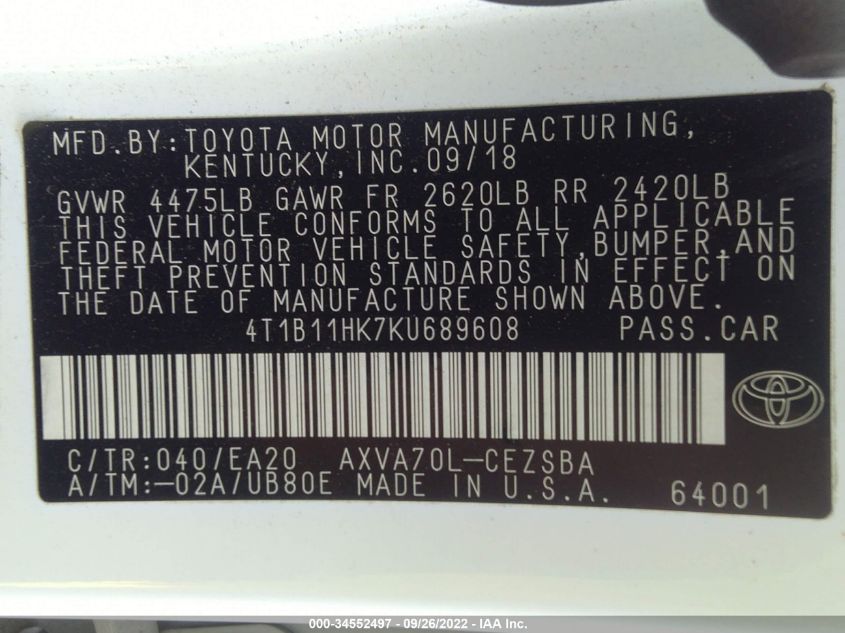 MFD.BY:TOYOTA MOTOR MANUFACTURING,
KENTUCKY,INC.09/18
GVWR 4475LB GAWR FR 2620LB RR 2420LB
THIS VEHICLE CONFORMS TO ALL APPLICABLE
FEDERAL MOTOR VEHICLE SAFETY,BUMPER,AND
THEFT PREVENTION STANDARDS IN EFFECT ON
THE DATE OF MANUFACTURE SHOWN ABOVE.
4T1B11HK7KU689608 PASS.CAR
C/TR:040/EA20 AXVA70L-CEZSBA
A/TM:-02A/UB80E MADE IN U.S.A. 64001
000-34552497 - 09/26/2022 - IAA Inc.